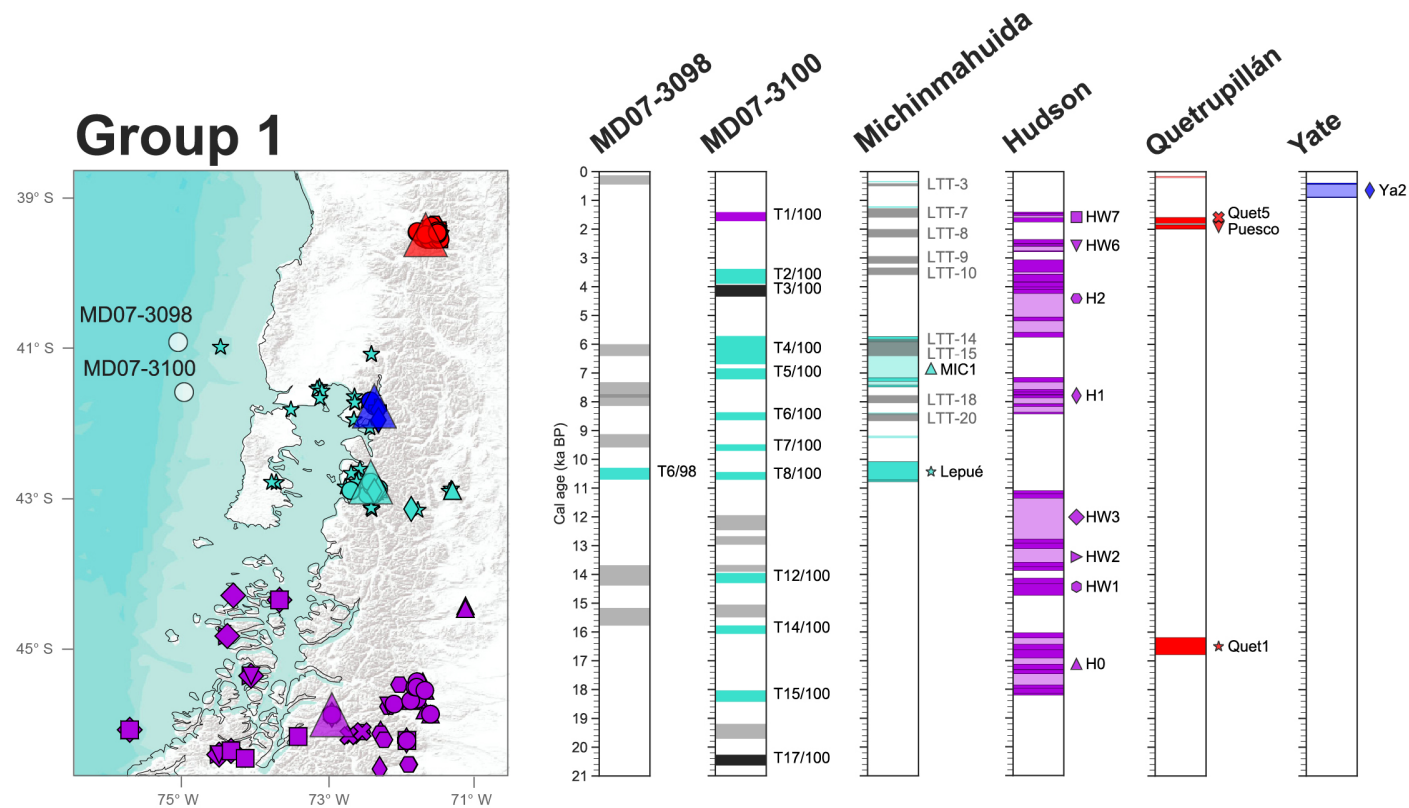 Group 1
39° S
41° S
43° S
45° S
75° W
73° W
71° W
MD07-3098
MD07-3100
MD07-3098
MD07-3100
Michinmahuida
Hudson
Quetrupillán
Yate
Cal age (ka BP)
0
1
2
3
4
5
6
7
8
9
10
11
12
13
14
15
16
17
18
19
20
21
T6/98
T1/100
T2/100
T3/100
T4/100
T5/100
T6/100
T7/100
T8/100
T12/100
T14/100
T15/100
T17/100
LTT-3
LTT-7
LTT-8
LTT-9
LTT-10
LTT-14
LTT-15
MIC1
LTT-18
LTT-20
Lepué
HW7
HW6
H2
H1
HW3
HW2
HW1
H0
Quet5
Puesco
Quet1
Ya2